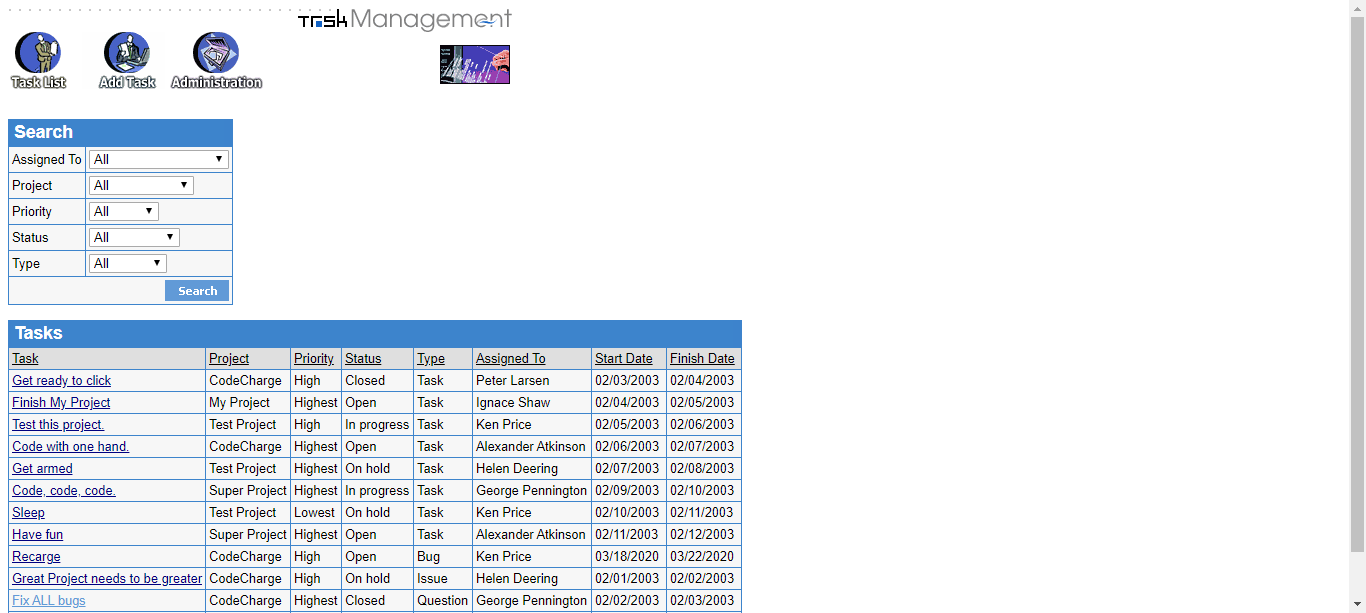 Task Management
Task List Add Task Administration
Search
Assigned To All
Project All
Priority All
Status All
Type All
Search
Tasks
Task Project Priority Status Type Assigned To Start Date Finish Date
Get ready to click CodeCharge High Closed Task Peter Larsen 02/03/2003 02/04/2003
Finish My Project My Project Highest Open Task Ignace Shaw 02/04/2003 02/05/2003
Test this project. Test Project High In progress Task Ken Price 02/05/2003 02/06/2003
Code with one hand. CodeCharge Highest Open Task Alexander Atkinson 02/06/2003 02/07/2003
Get armed Test Project Highest On hold Task Helen Deering 02/07/2003 02/08/2003
Code, code, code. Super Project Highest In progress Task George Pennington 02/09/2003 02/10/2003
Sleep Test Project Lowest On hold Task Ken Price 02/10/2003 02/11/2003
Have fun Super Project Highest Open Task Alexander Atkinson 02/11/2003 02/12/2003
Recarge CodeCharge High Open Bug Ken Price 03/18/2020 03/22/2020
Great Project needs to be greater CodeCharge High On hold Issue Helen Deering 02/01/2003 02/02/2003
Fix ALL bugs CodeCharge Highest Closed Question George Pennington 02/02/2003 02/03/2003